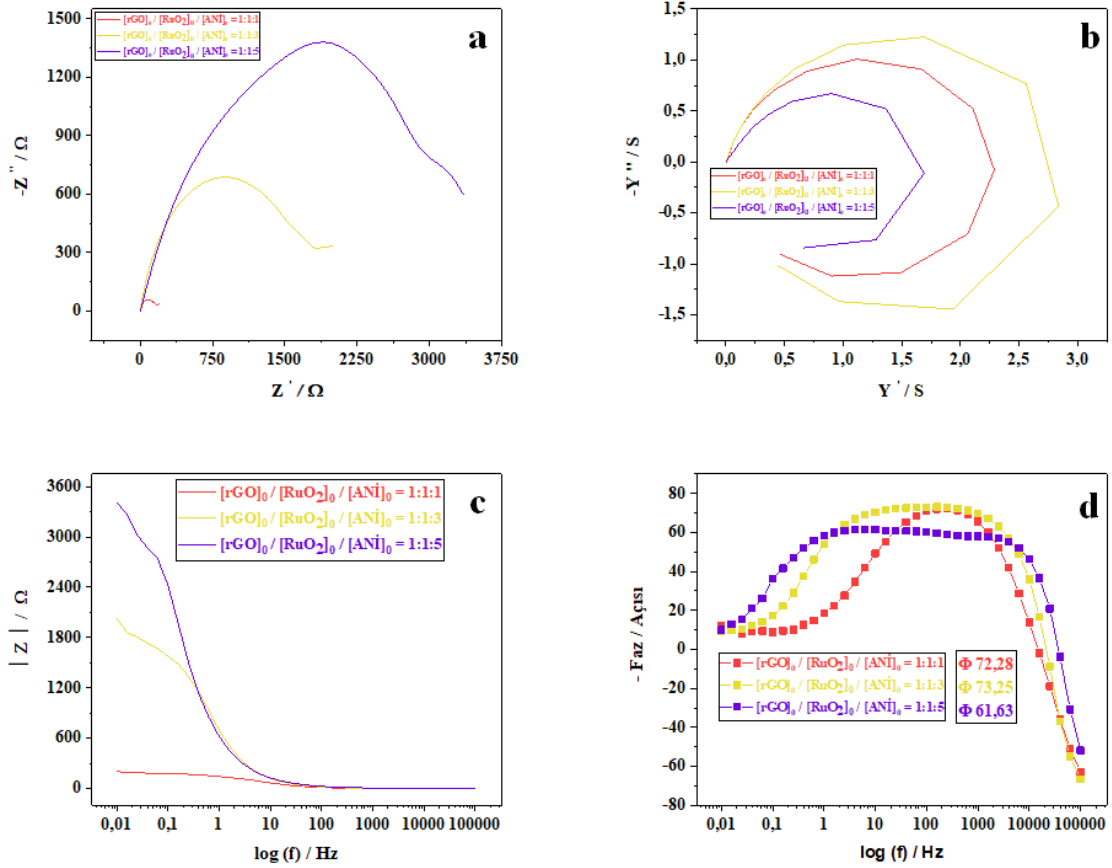 a
[rGO]₀ / [RuO₂]₀ / [ANİ]₀ = 1:1:1
[rGO]₀ / [RuO₂]₀ / [ANİ]₀ = 1:1:3
[rGO]₀ / [RuO₂]₀ / [ANİ]₀ = 1:1:5
1500
1200
900
600
300
0
-Z '' / Ω
0 750 1500 2250 3000 3750
Z ' / Ω
b
1,5
1,0
0,5
0,0
-0,5
-1,0
-1,5
-Y '' / S
[rGO]₀ / [RuO₂]₀ / [ANİ]₀ = 1:1:1
[rGO]₀ / [RuO₂]₀ / [ANİ]₀ = 1:1:3
[rGO]₀ / [RuO₂]₀ / [ANİ]₀ = 1:1:5
0,0 0,5 1,0 1,5 2,0 2,5 3,0
Y ' / S
c
[rGO]₀ / [RuO₂]₀ / [ANİ]₀ = 1:1:1
[rGO]₀ / [RuO₂]₀ / [ANİ]₀ = 1:1:3
[rGO]₀ / [RuO₂]₀ / [ANİ]₀ = 1:1:5
3600
3000
2400
1800
1200
600
0
| Z | / Ω
0,01 0,1 1 10 100 1000 10000 100000
log (f) / Hz
d
80
60
40
20
0
-20
-40
-60
-80
- Faz / Açısı
[rGO]₀ / [RuO₂]₀ / [ANİ]₀ = 1:1:1 Φ 72,28
[rGO]₀ / [RuO₂]₀ / [ANİ]₀ = 1:1:3 Φ 73,25
[rGO]₀ / [RuO₂]₀ / [ANİ]₀ = 1:1:5 Φ 61,63
0,01 0,1 1 10 100 1000 10000 100000
log (f) / Hz